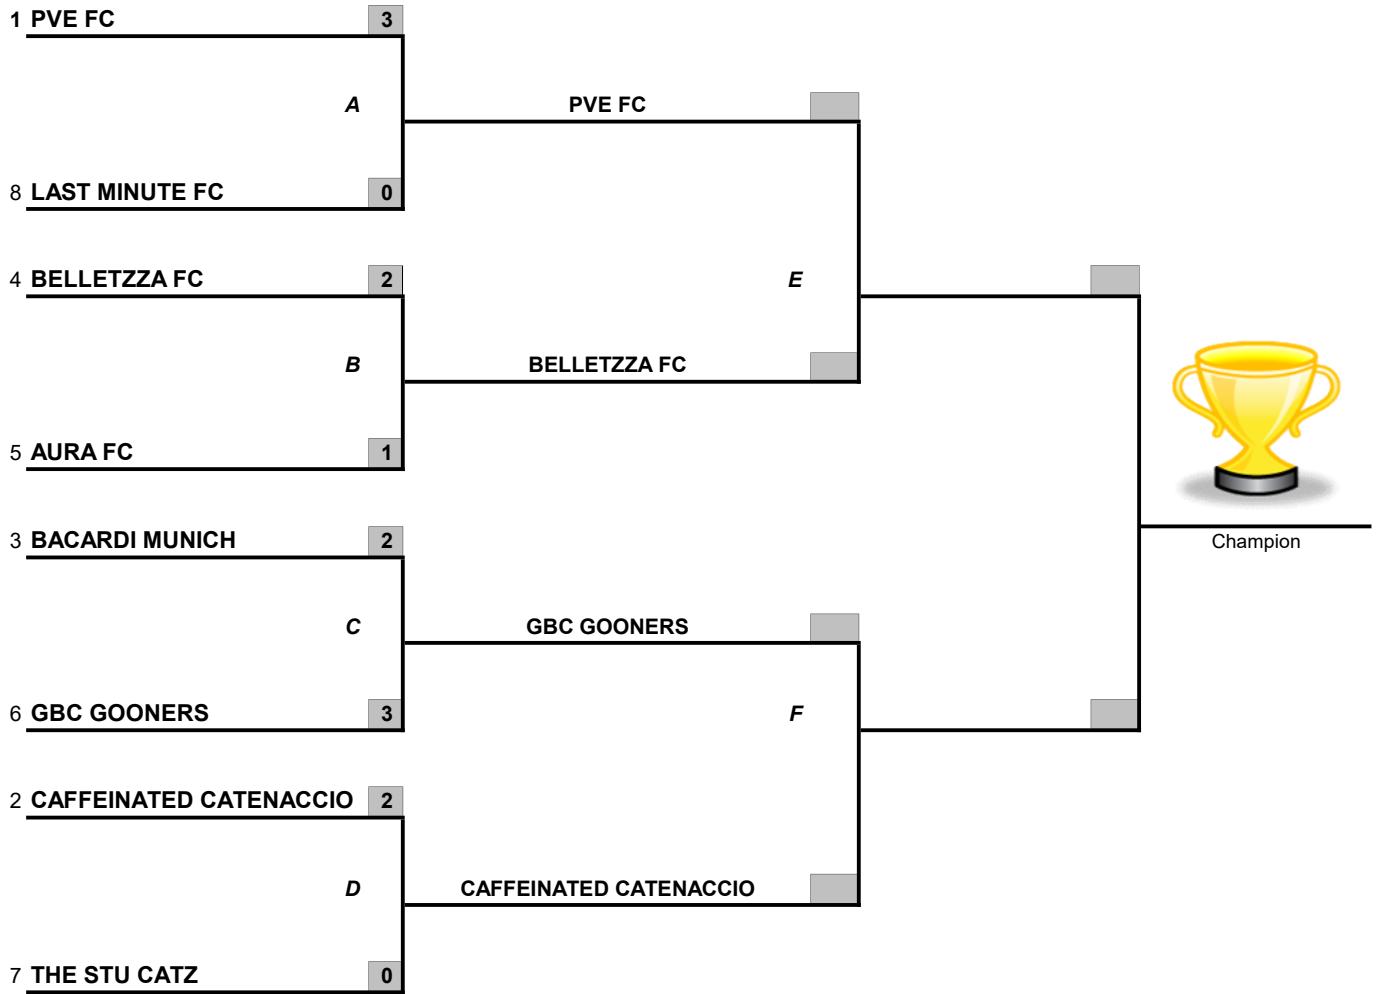 1 PVE FC 3
A PVE FC
8 LAST MINUTE FC 0
4 BELLETZZA FC 2
E
B BELLETZZA FC
5 AURA FC 1
3 BACARDI MUNICH 2
Champion
C GBC GOONERS
6 GBC GOONERS 3
F
2 CAFFEINATED CATENACCIO 2
D CAFFEINATED CATENACCIO
7 THE STU CATZ 0